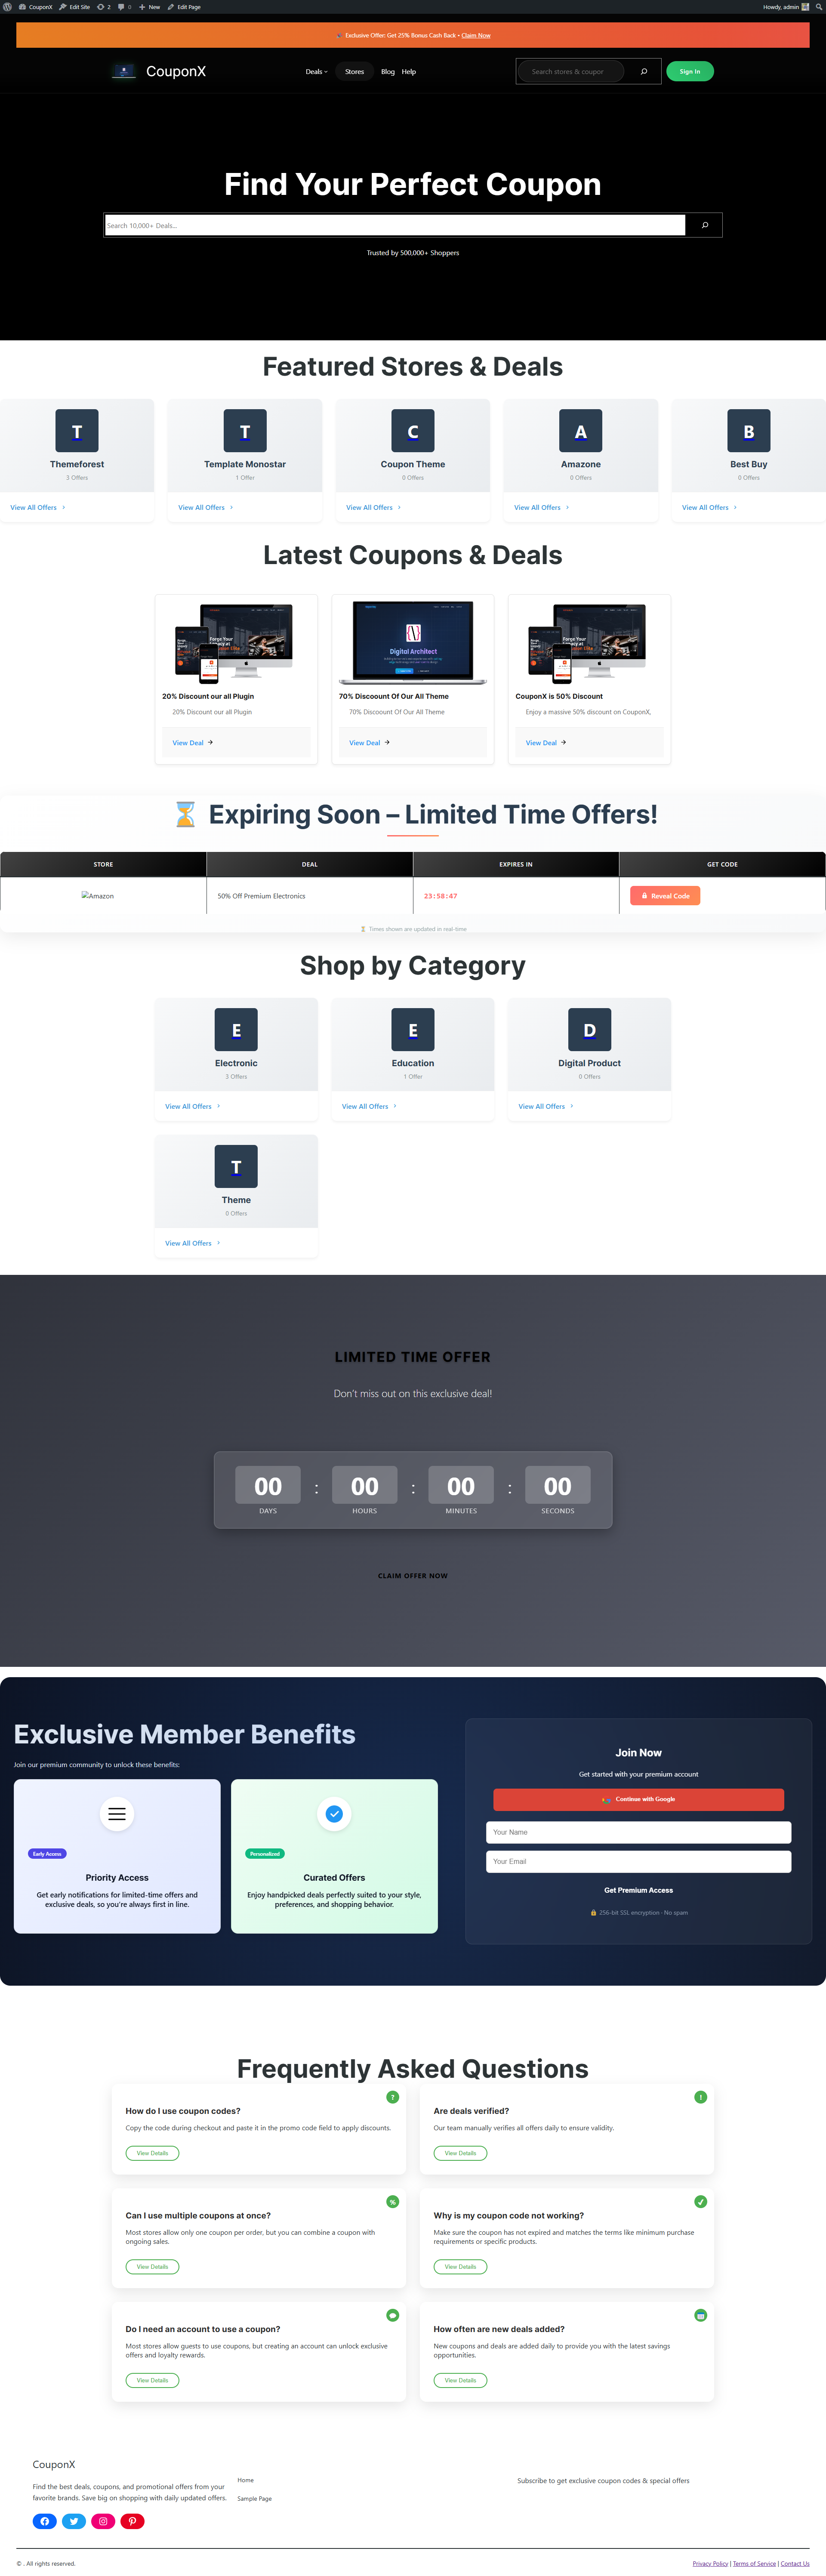 CouponX Edit Site 2 0 New Edit Page Howdy, admin
Exclusive Offer: Get 25% Bonus Cash Back • Claim Now
CouponX Deals Stores Blog Help Search stores & coupor Sign In
Find Your Perfect Coupon
Search 10,000+ Deals...
Trusted by 500,000+ Shoppers
Featured Stores & Deals
T T C A B
Themeforest Template Monostar Coupon Theme Amazone Best Buy
3 Offers 1 Offer 0 Offers 0 Offers 0 Offers
View All Offers View All Offers View All Offers View All Offers View All Offers
Latest Coupons & Deals
Digital Architect
20% Discount our all Plugin 70% Discoount Of Our All Theme CouponX is 50% Discount
20% Discount our all Plugin 70% Discoount Of Our All Theme Enjoy a massive 50% discount on CouponX,
View Deal → View Deal → View Deal →
⌛ Expiring Soon – Limited Time Offers!
STORE DEAL EXPIRES IN GET CODE
Amazon 50% Off Premium Electronics 23:58:47 Reveal Code
Times shown are updated in real-time
Shop by Category
E E D
Electronic Education Digital Product
3 Offers 1 Offer 0 Offers
View All Offers View All Offers View All Offers
T
Theme
0 Offers
View All Offers
LIMITED TIME OFFER
Don't miss out on this exclusive deal!
00 : 00 : 00 : 00
DAYS HOURS MINUTES SECONDS
CLAIM OFFER NOW
Exclusive Member Benefits
Join our premium community to unlock these benefits:
Early Access
Priority Access
Get early notifications for limited-time offers and
exclusive deals, so you're always first in line.
Personalized
Curated Offers
Enjoy handpicked deals perfectly suited to your style,
preferences, and shopping behavior.
Join Now
Get started with your premium account
Continue with Google
Your Name
Your Email
Get Premium Access
256-bit SSL encryption · No spam
Frequently Asked Questions
?
How do I use coupon codes?
Copy the code during checkout and paste it in the promo code field to apply discounts.
View Details
!
Are deals verified?
Our team manually verifies all offers daily to ensure validity.
View Details
%
Can I use multiple coupons at once?
Most stores allow only one coupon per order, but you can combine a coupon with
ongoing sales.
View Details
✓
Why is my coupon code not working?
Make sure the coupon has not expired and matches the terms like minimum purchase
requirements or specific products.
View Details
Do I need an account to use a coupon?
Most stores allow guests to use coupons, but creating an account can unlock exclusive
offers and loyalty rewards.
View Details
How often are new deals added?
New coupons and deals are added daily to provide you with the latest savings
opportunities.
View Details
CouponX
Find the best deals, coupons, and promotional offers from your
favorite brands. Save big on shopping with daily updated offers.
Home
Sample Page
Subscribe to get exclusive coupon codes & special offers
© . All rights reserved.
Privacy Policy | Terms of Service | Contact Us